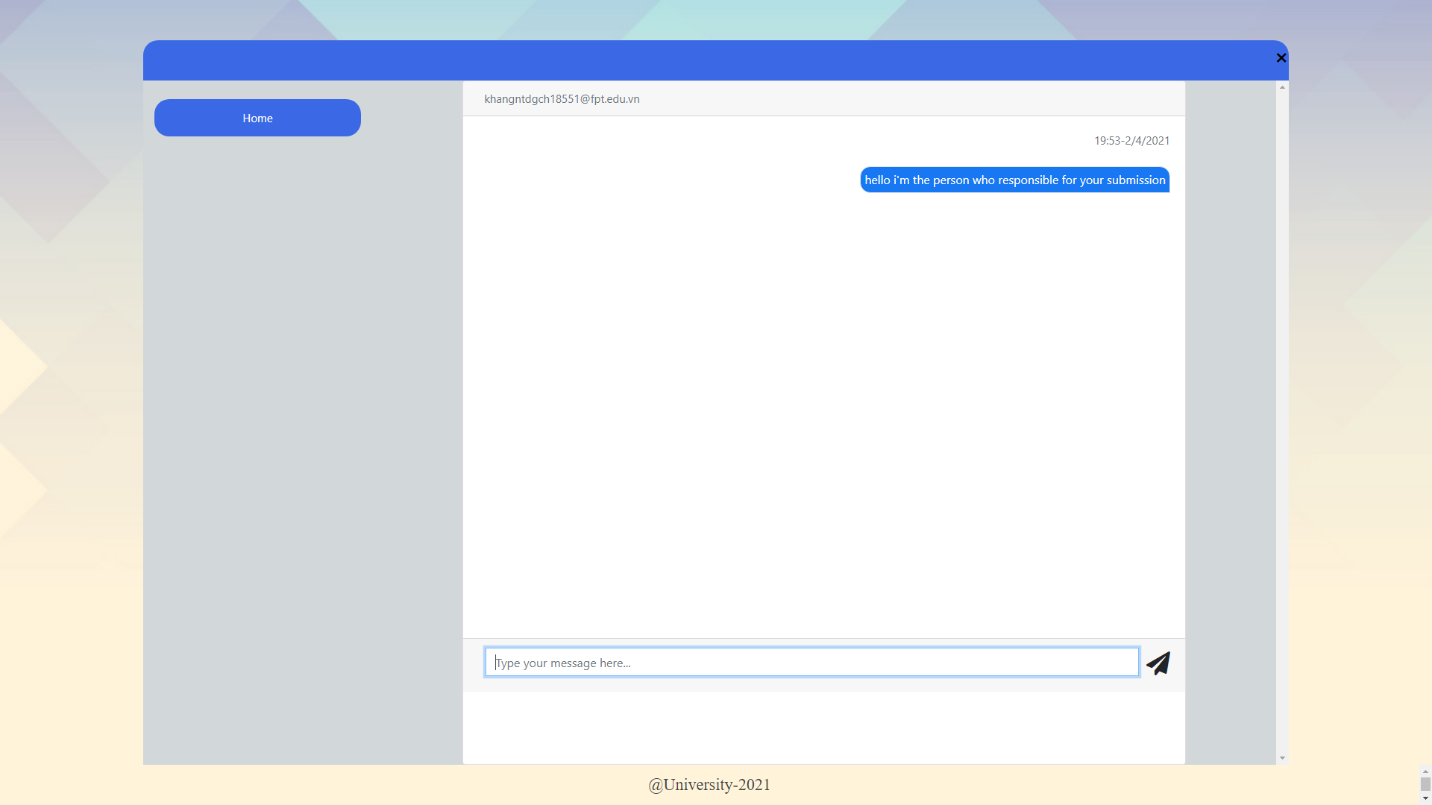 Home
khangntdgch18551@fpt.edu.vn
19:53-2/4/2021
hello i'm the person who responsible for your submission
Type your message here...
@University-2021